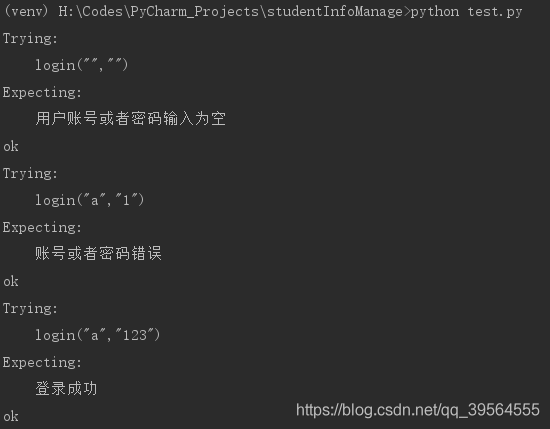 (venv) H:\Codes\PyCharm_Projects\studentInfoManage>python test.py
Trying:
    login("","")
Expecting:
    用户账号或者密码输入为空
ok
Trying:
    login("a","1")
Expecting:
    账号或者密码错误
ok
Trying:
    login("a","123")
Expecting:
    登录成功
ok
https://blog.csdn.net/qq_39564555